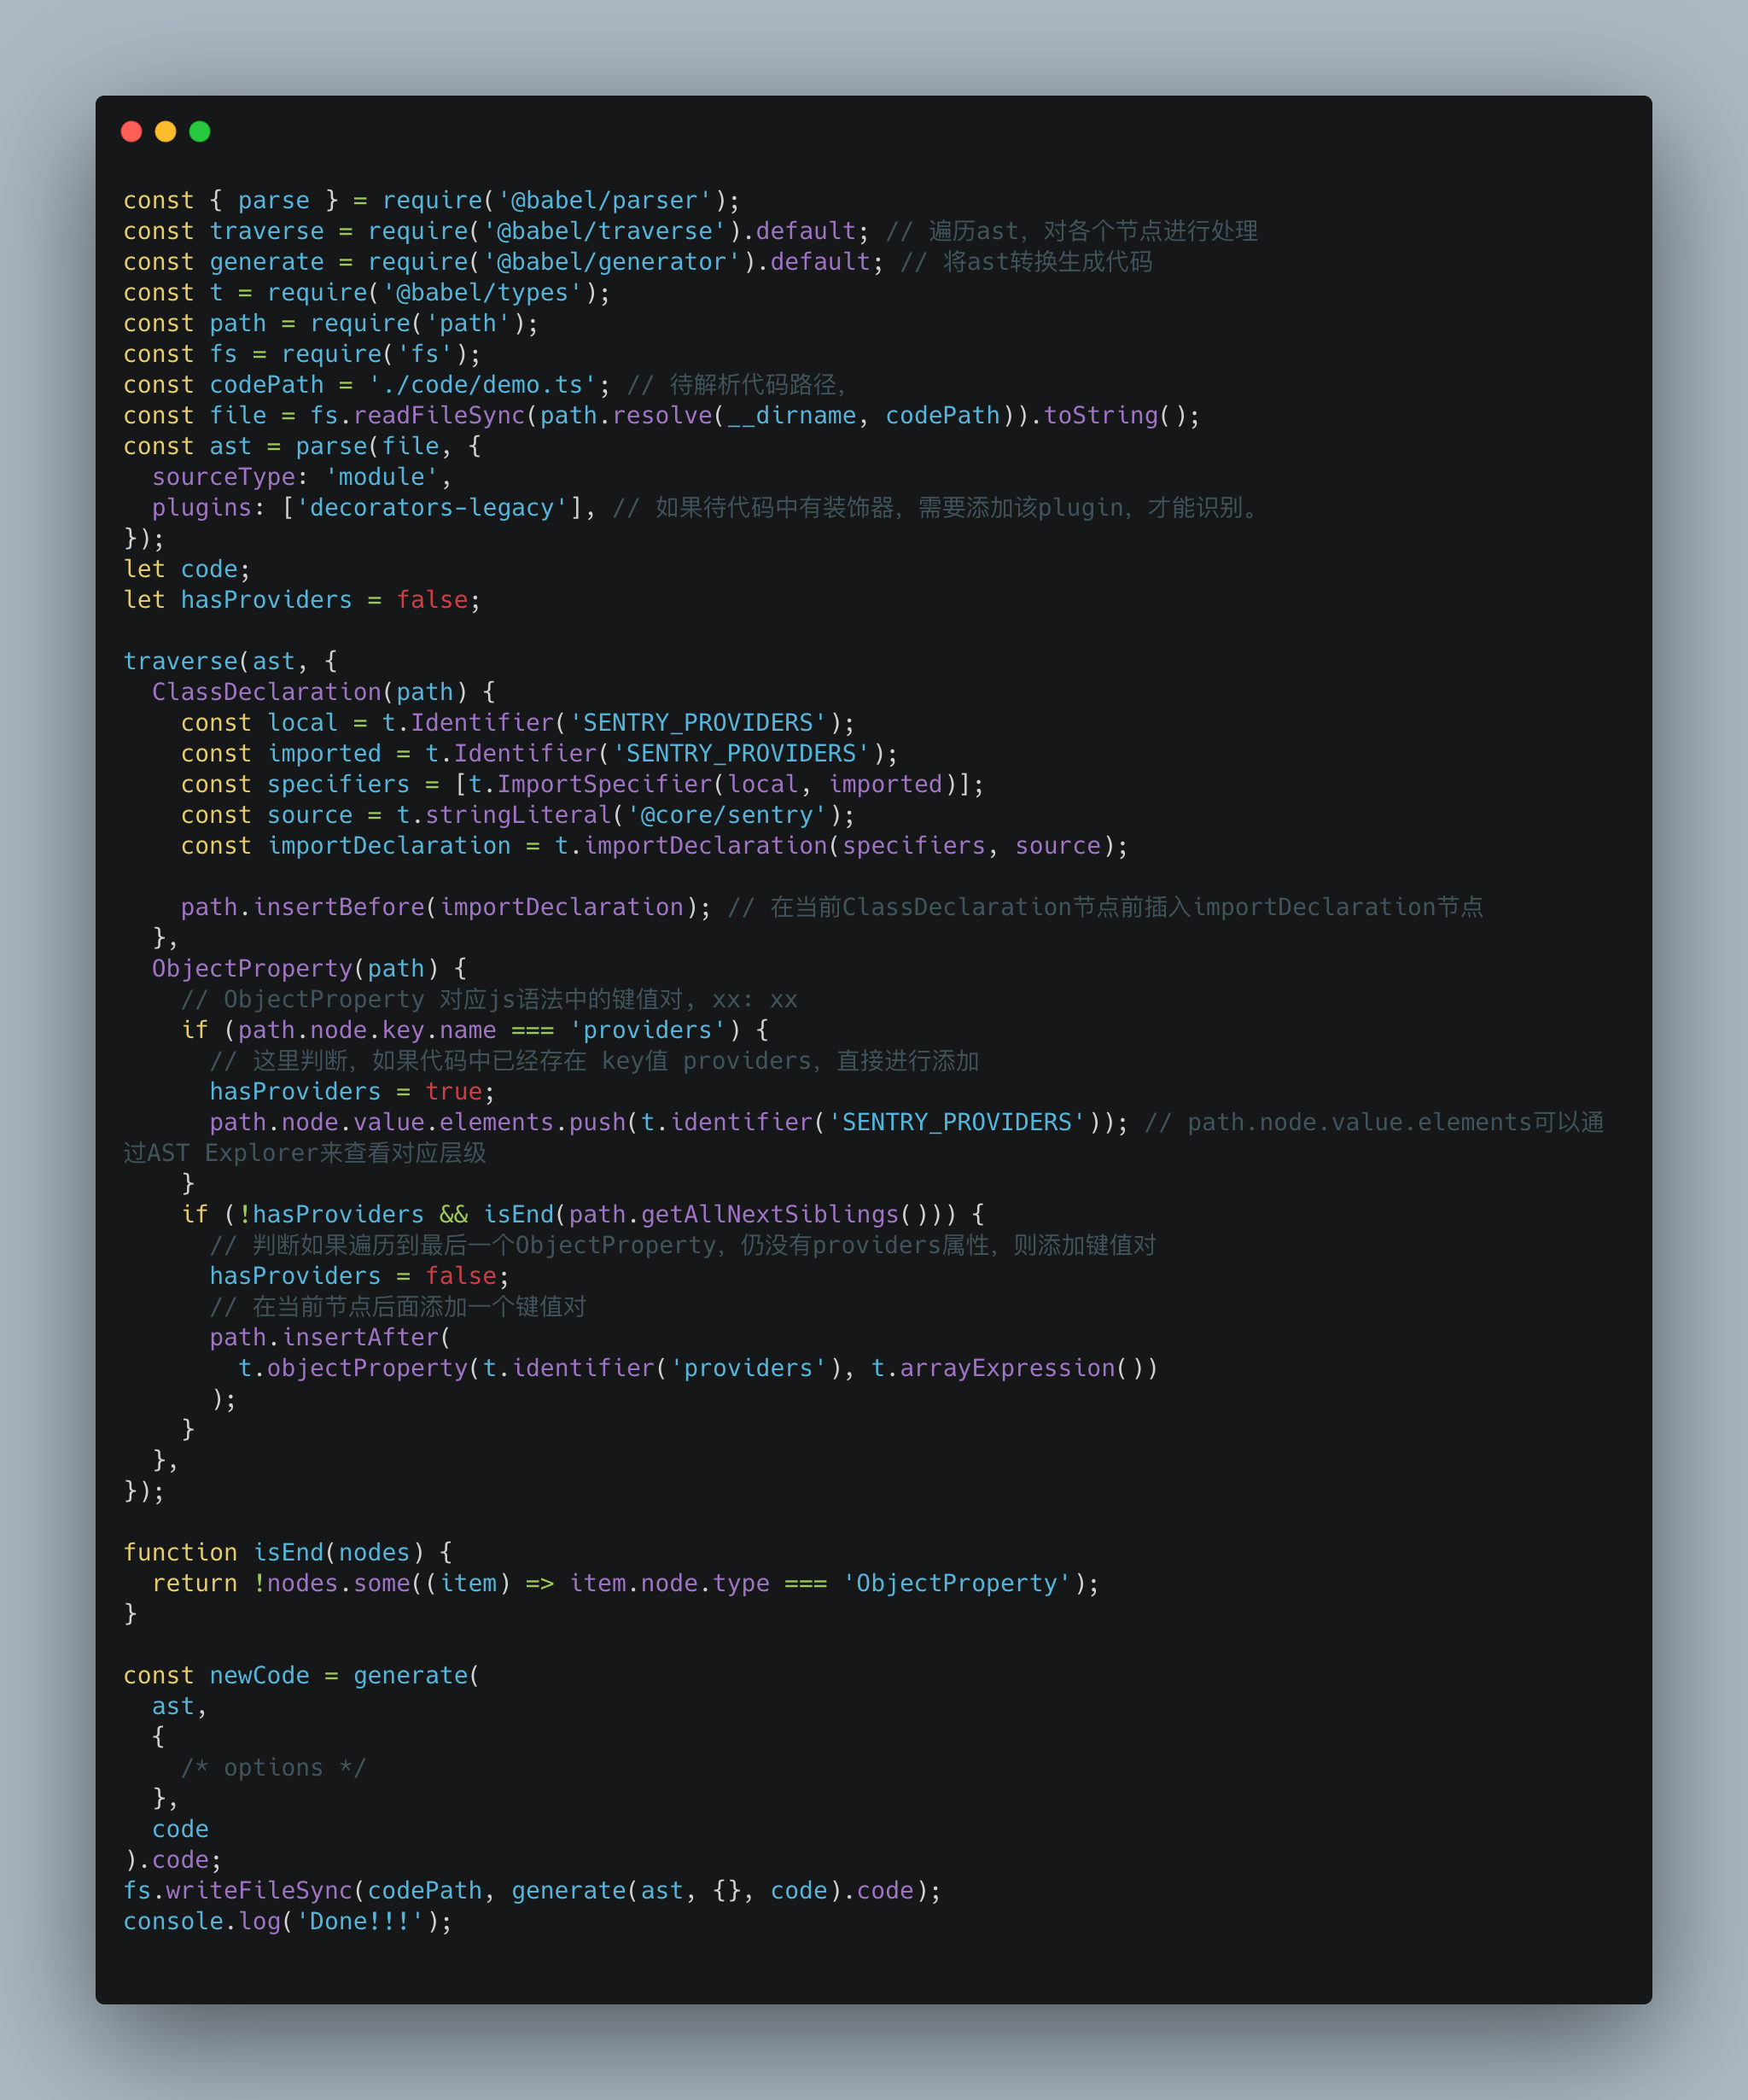 const { parse } = require('@babel/parser');
const traverse = require('@babel/traverse').default; // 遍历ast，对各个节点进行处理
const generate = require('@babel/generator').default; // 将ast转换生成代码
const t = require('@babel/types');
const path = require('path');
const fs = require('fs');
const codePath = './code/demo.ts'; // 待解析代码路径，
const file = fs.readFileSync(path.resolve(__dirname, codePath)).toString();
const ast = parse(file, {
  sourceType: 'module',
  plugins: ['decorators-legacy'], // 如果待代码中有装饰器，需要添加该plugin，才能识别。
});
let code;
let hasProviders = false;

traverse(ast, {
  ClassDeclaration(path) {
    const local = t.Identifier('SENTRY_PROVIDERS');
    const imported = t.Identifier('SENTRY_PROVIDERS');
    const specifiers = [t.ImportSpecifier(local, imported)];
    const source = t.stringLiteral('@core/sentry');
    const importDeclaration = t.importDeclaration(specifiers, source);

    path.insertBefore(importDeclaration); // 在当前ClassDeclaration节点前插入importDeclaration节点
  },
  ObjectProperty(path) {
    // ObjectProperty 对应js语法中的键值对, xx: xx
    if (path.node.key.name === 'providers') {
      // 这里判断，如果代码中已经存在 key值 providers，直接进行添加
      hasProviders = true;
      path.node.value.elements.push(t.identifier('SENTRY_PROVIDERS')); // path.node.value.elements可以通
过AST Explorer来查看对应层级
    }
    if (!hasProviders && isEnd(path.getAllNextSiblings())) {
      // 判断如果遍历到最后一个ObjectProperty，仍没有providers属性，则添加键值对
      hasProviders = false;
      // 在当前节点后面添加一个键值对
      path.insertAfter(
        t.objectProperty(t.identifier('providers'), t.arrayExpression())
      );
    }
  },
});

function isEnd(nodes) {
  return !nodes.some((item) => item.node.type === 'ObjectProperty');
}

const newCode = generate(
  ast,
  {
    /* options */
  },
  code
).code;
fs.writeFileSync(codePath, generate(ast, {}, code).code);
console.log('Done!!!');